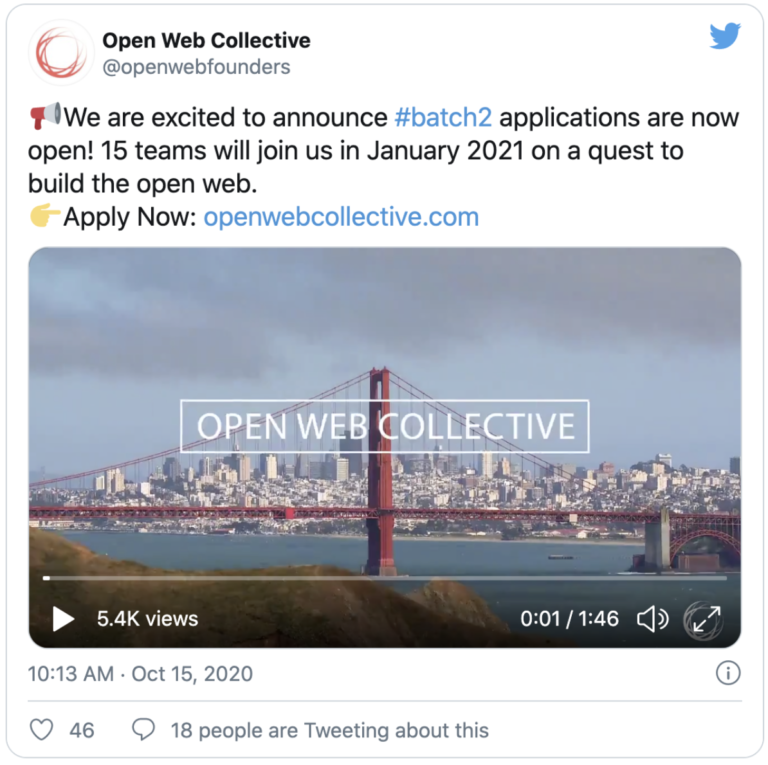 Open Web Collective
@openwebfounders
📢We are excited to announce #batch2 applications are now
open! 15 teams will join us in January 2021 on a quest to
build the open web.
👉Apply Now: openwebcollective.com
OPEN WEB COLLECTIVE
5.4K views
0:01 / 1:46
10:13 AM · Oct 15, 2020
46
18 people are Tweeting about this